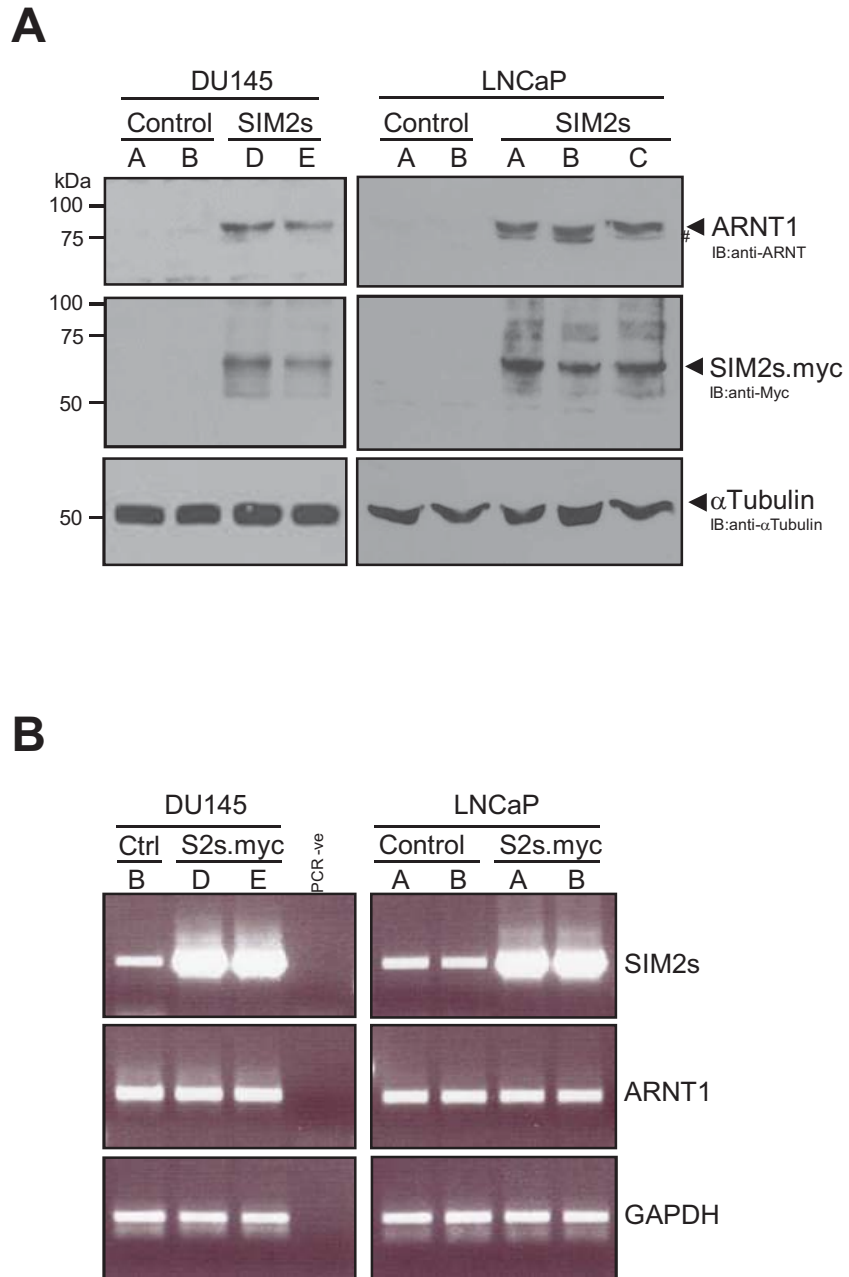 A
DU145 LNCaP
Control SIM2s Control SIM2s
A B D E A B A B C
kDa
100
75
#
ARNT1
IB:anti-ARNT
100
75
50
SIM2s.myc
IB:anti-Myc
50
αTubulin
IB:anti-αTubulin
B
DU145 LNCaP
Ctrl S2s.myc PCR -ve Control S2s.myc
B D E A B A B
SIM2s
ARNT1
GAPDH